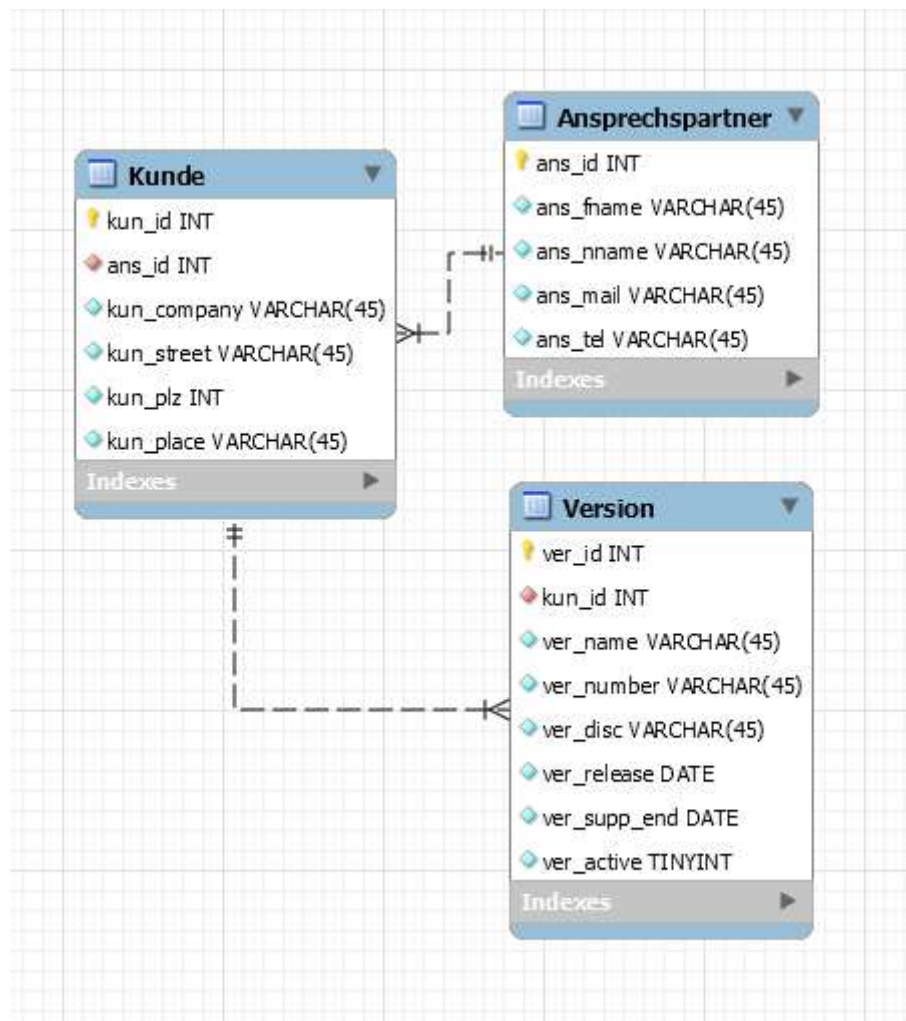 Kunde
kun_id INT
ans_id INT
kun_company VARCHAR(45)
kun_street VARCHAR(45)
kun_plz INT
kun_place VARCHAR(45)
Indexes
Ansprechspartner
ans_id INT
ans_fname VARCHAR(45)
ans_nname VARCHAR(45)
ans_mail VARCHAR(45)
ans_tel VARCHAR(45)
Indexes
Version
ver_id INT
kun_id INT
ver_name VARCHAR(45)
ver_number VARCHAR(45)
ver_disc VARCHAR(45)
ver_release DATE
ver_supp_end DATE
ver_active TINYINT
Indexes